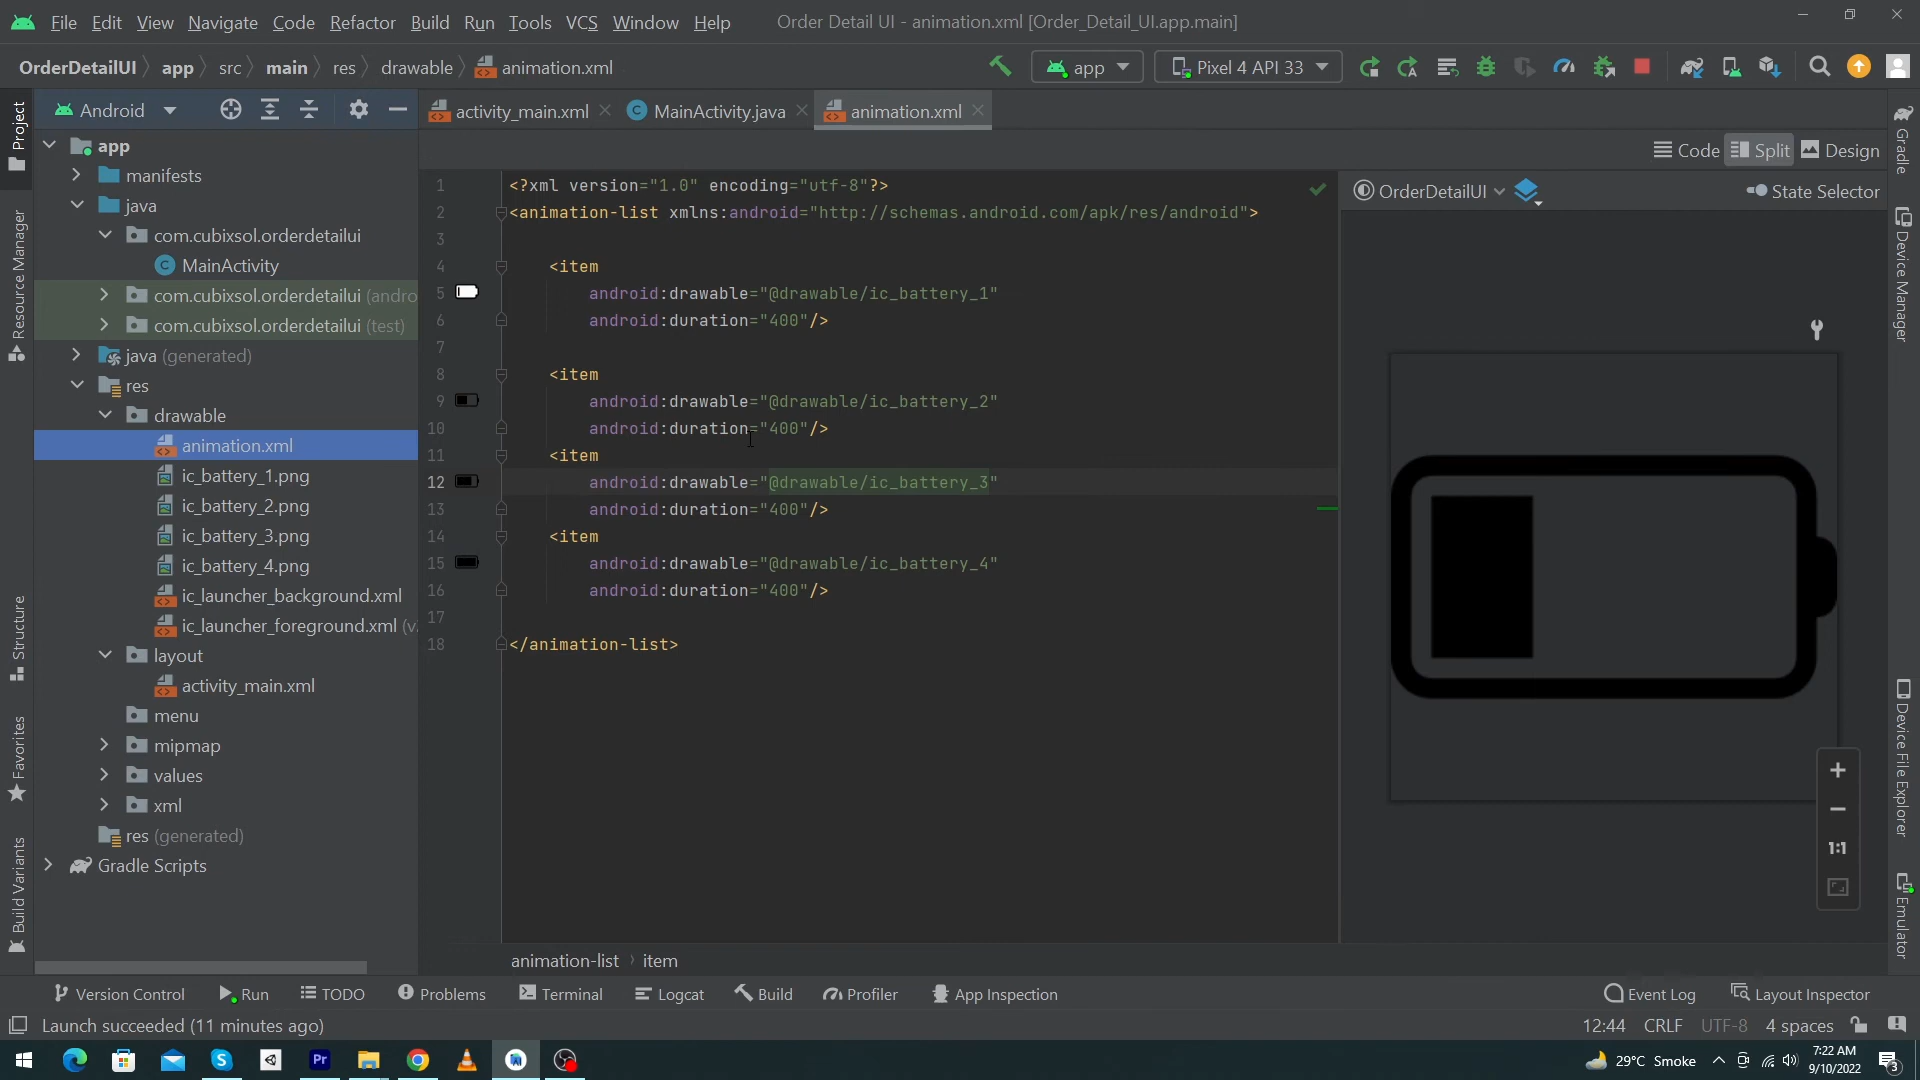 File Edit View Navigate Code Refactor Build Run Tools VCS Window Help Order Detail UI - animation.xml [Order_Detail_UI.app.main]
OrderDetailUI app src main res drawable animation.xml app Pixel 4 API 33
Project
Resource Manager
Structure
Favorites
Build Variants
Android
app
manifests
java
com.cubixsol.orderdetailui
MainActivity
com.cubixsol.orderdetailui (andro
com.cubixsol.orderdetailui (test)
java (generated)
res
drawable
animation.xml
ic_battery_1.png
ic_battery_2.png
ic_battery_3.png
ic_battery_4.png
ic_launcher_background.xml
ic_launcher_foreground.xml (v.
layout
activity_main.xml
menu
mipmap
values
xml
res (generated)
Gradle Scripts
activity_main.xml MainActivity.java animation.xml
Code Split Design
OrderDetailUI State Selector
1 <?xml version="1.0" encoding="utf-8"?>
2 <animation-list xmlns:android="http://schemas.android.com/apk/res/android">
3
4 <item
5 android:drawable="@drawable/ic_battery_1"
6 android:duration="400"/>
7
8 <item
9 android:drawable="@drawable/ic_battery_2"
10 android:duration="400"/>
11 <item
12 android:drawable="@drawable/ic_battery_3"
13 android:duration="400"/>
14 <item
15 android:drawable="@drawable/ic_battery_4"
16 android:duration="400"/>
17
18 </animation-list>
1:1
Gradle
Device Manager
Device File Explorer
Emulator
animation-list item
Version Control Run TODO Problems Terminal Logcat Build Profiler App Inspection Event Log Layout Inspector
Launch succeeded (11 minutes ago) 12:44 CRLF UTF-8 4 spaces
Pr 29°C Smoke 7:22 AM
9/10/2022 3